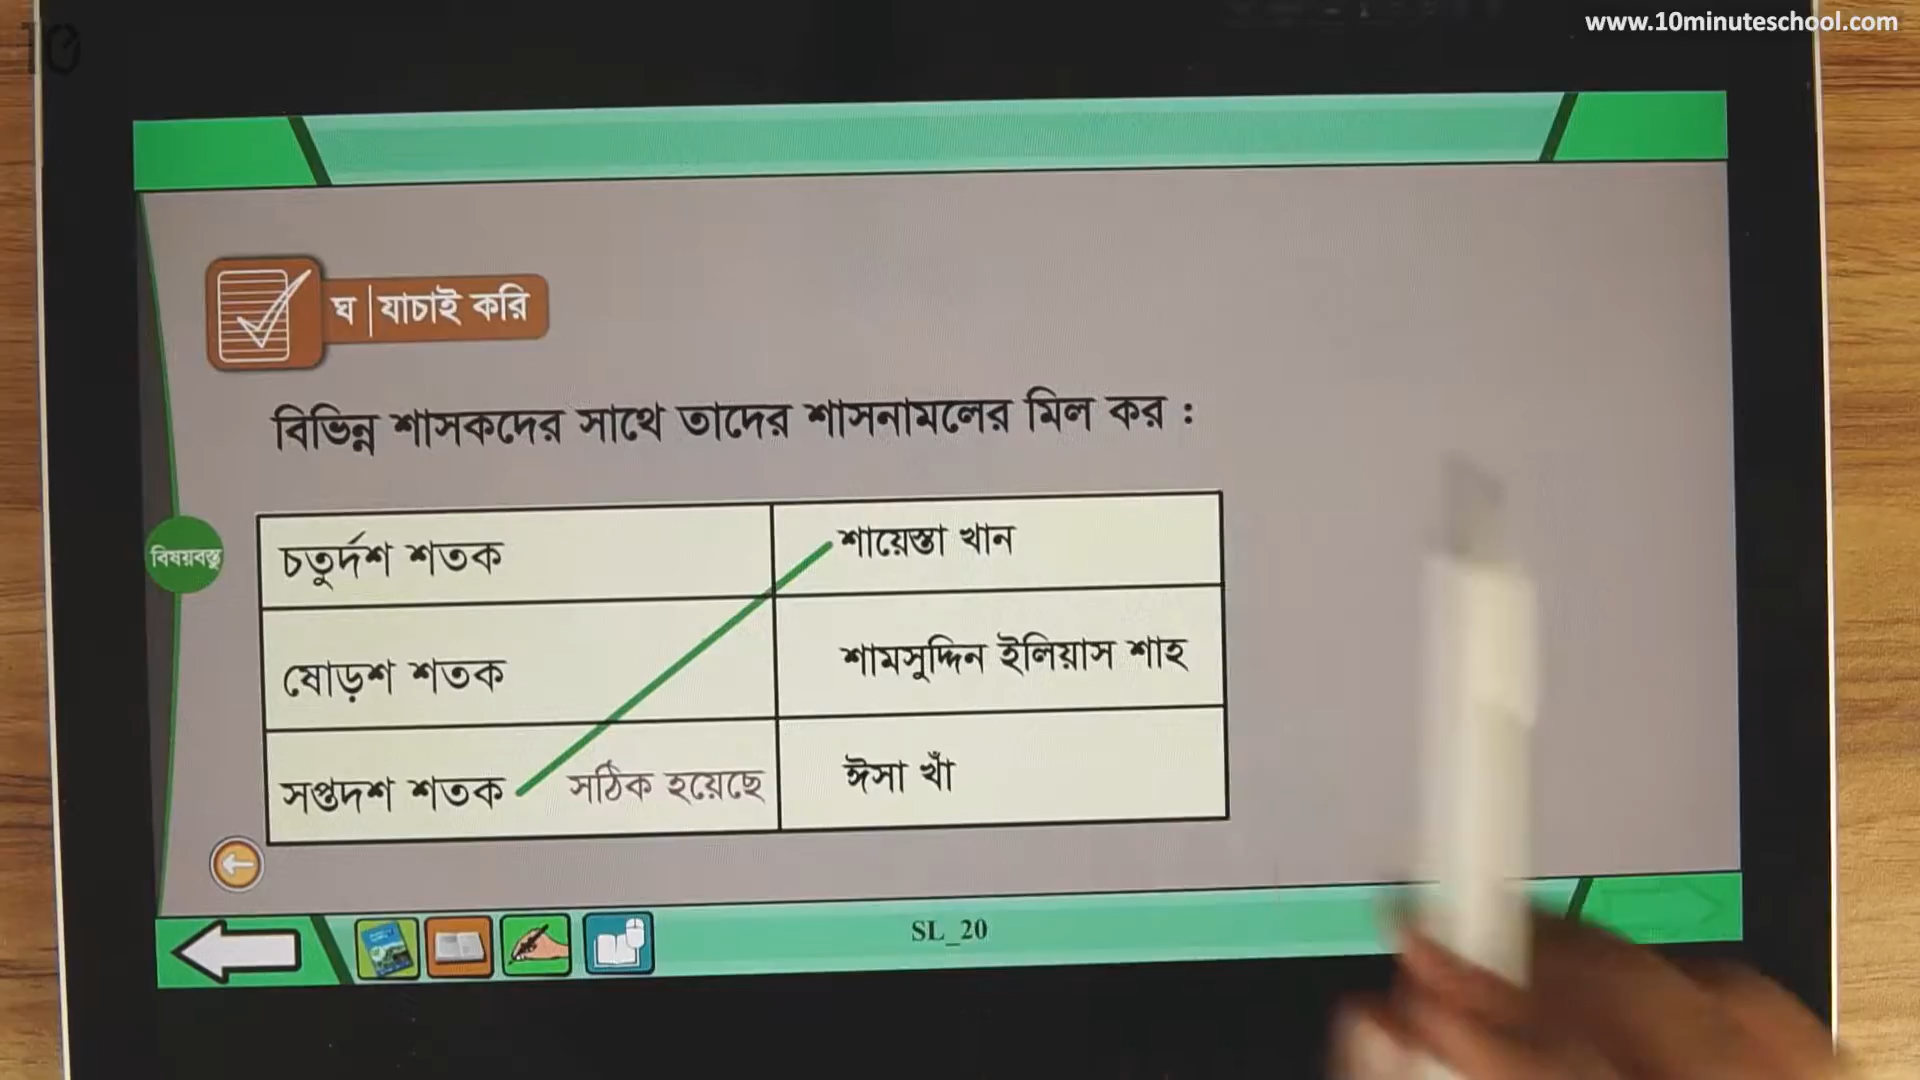 www.10minuteschool.com
10
ঘ | যাচাই করি
বিভিন্ন শাসকদের সাথে তাদের শাসনামলের মিল কর :
চতুর্দশ শতক শায়েস্তা খান
বিষয়বস্তু
ষোড়শ শতক শামসুদ্দিন ইলিয়াস শাহ
সপ্তদশ শতক সঠিক হয়েছে ঈসা খাঁ
SL_20